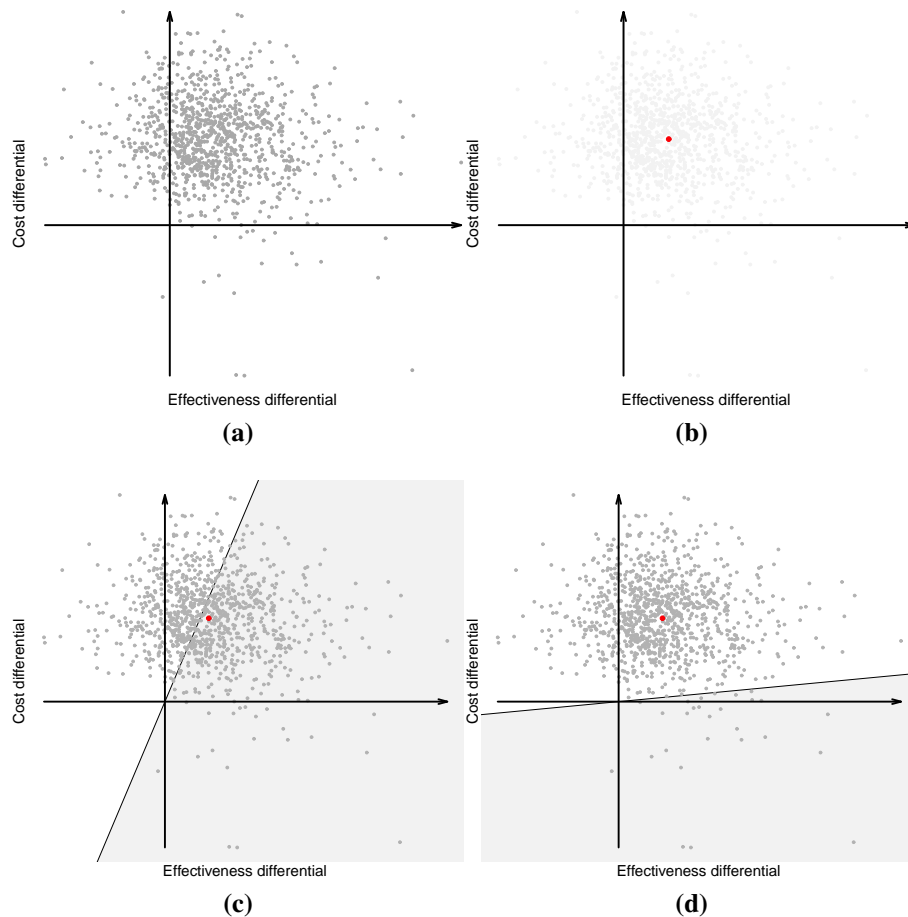 Cost differential
Effectiveness differential
(a)
Cost differential
Effectiveness differential
(b)
Cost differential
Effectiveness differential
(c)
Cost differential
Effectiveness differential
(d)